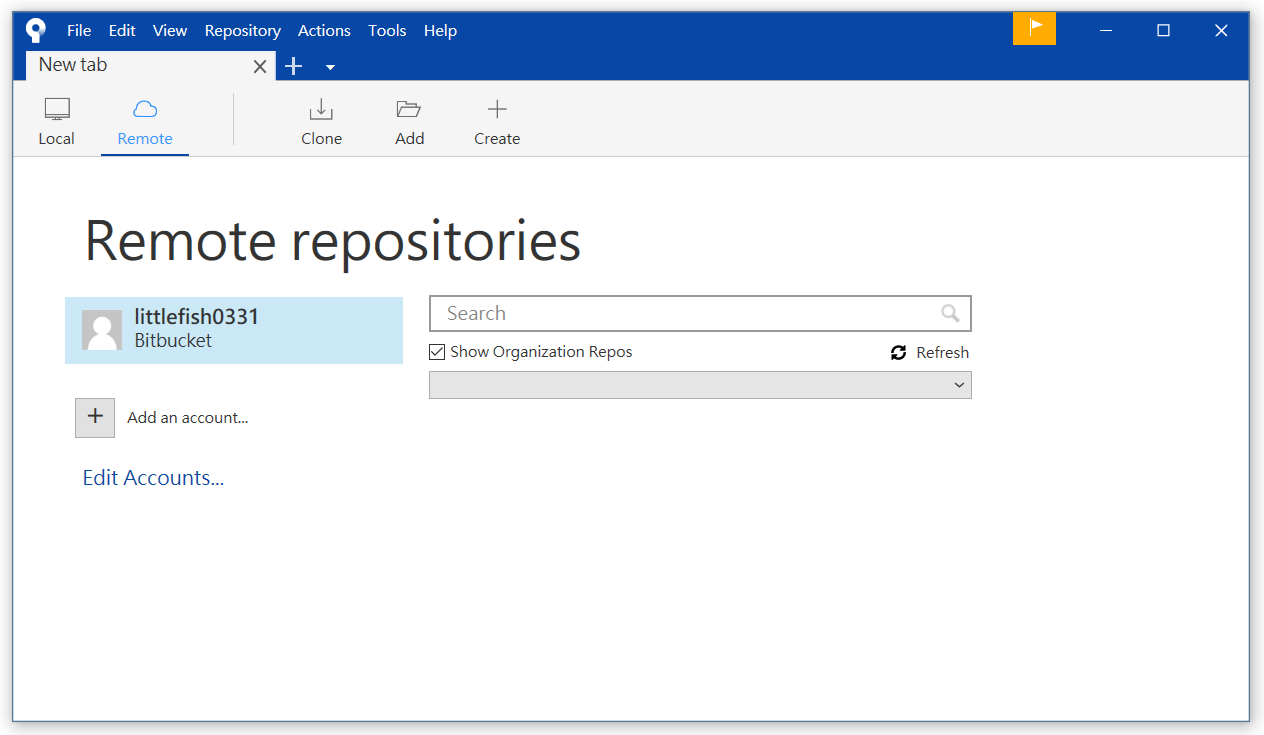 File Edit View Repository Actions Tools Help
New tab
Local Remote Clone Add Create
Remote repositories
littlefish0331
Bitbucket
Search
Show Organization Repos Refresh
Add an account...
Edit Accounts...